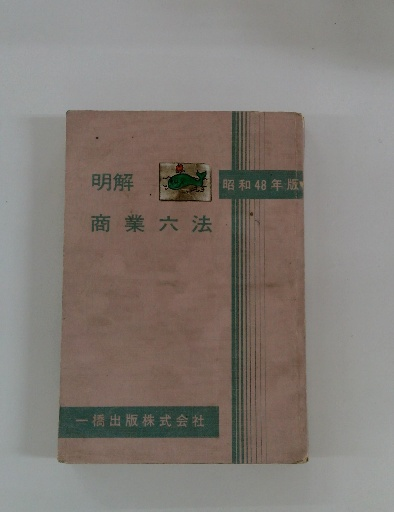 明解
昭和48年版
商業六法
一橋出版株式会社